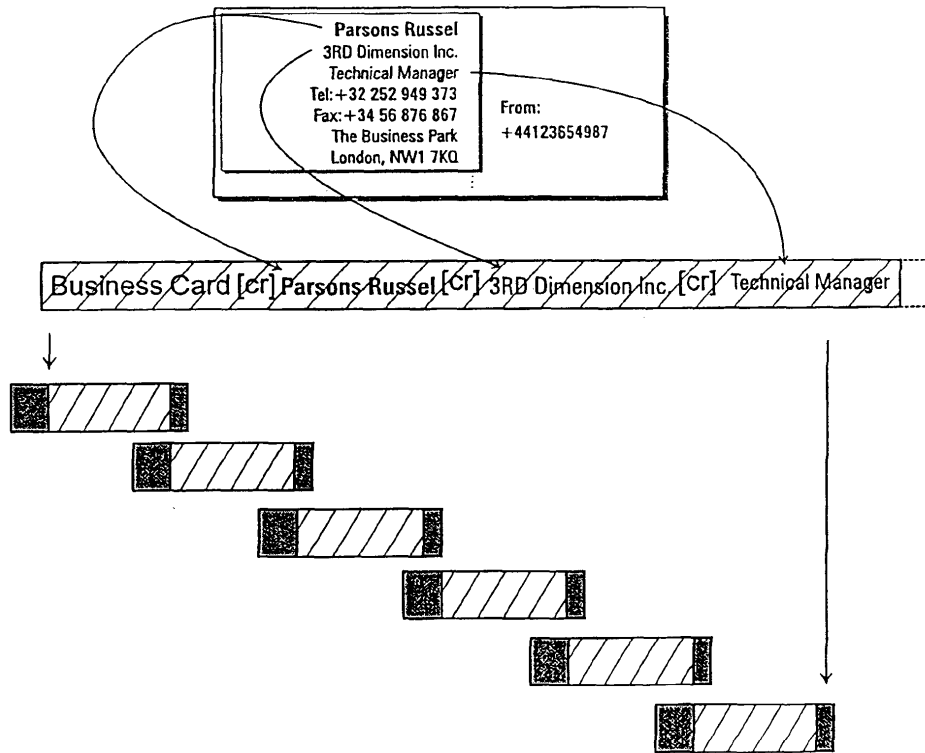 Parsons Russel
3RD Dimension Inc.
Technical Manager
Tel:+32 252 949 373
Fax:+34 56 876 867
The Business Park
London, NW1 7KQ
From:
+44123654987
Business Card [cr] Parsons Russel [cr] 3RD Dimension Inc. [cr] Technical Manager